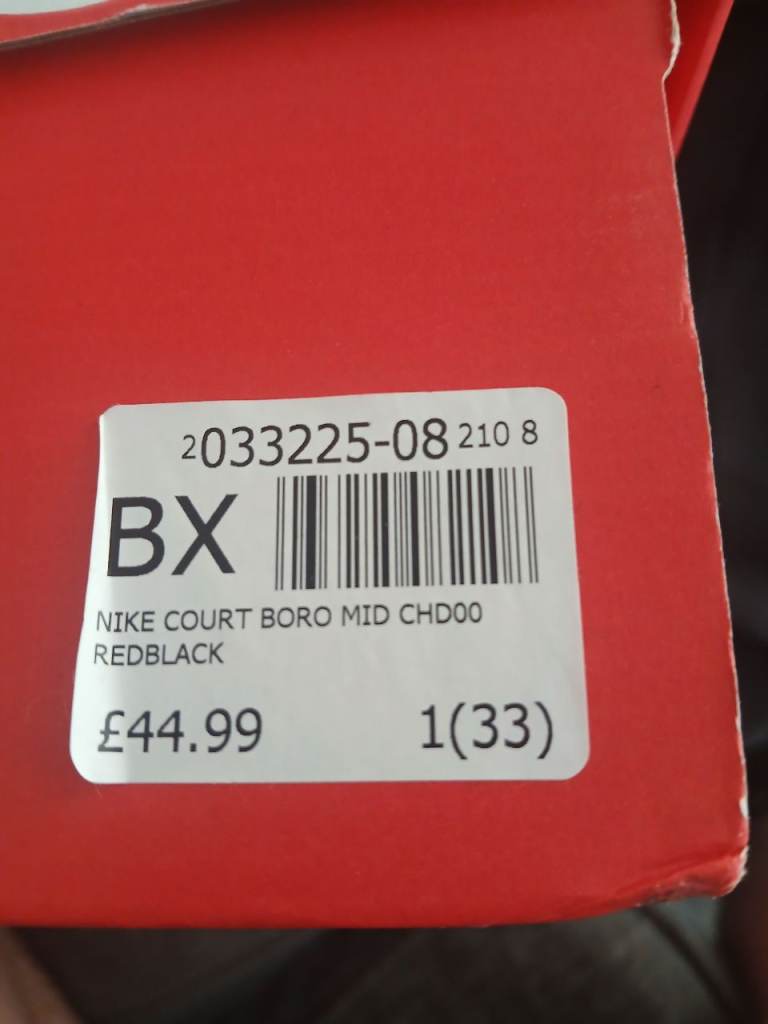 2033225-08 210 8
BX
NIKE COURT BORO MID CHD00
REDBLACK
£44.99 1(33)